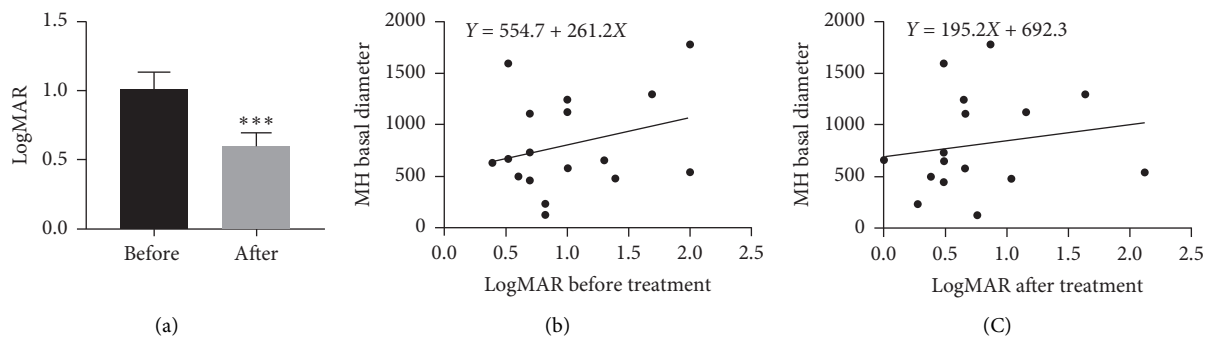 1.5
1.0
0.5
0.0
LogMAR
***
Before
After
(a)
Y = 554.7 + 261.2X
2000
1500
1000
500
0
MH basal diameter
0.0 0.5 1.0 1.5 2.0 2.5
LogMAR before treatment
(b)
Y = 195.2X + 692.3
2000
1500
1000
500
0
MH basal diameter
0.0 0.5 1.0 1.5 2.0 2.5
LogMAR after treatment
(C)